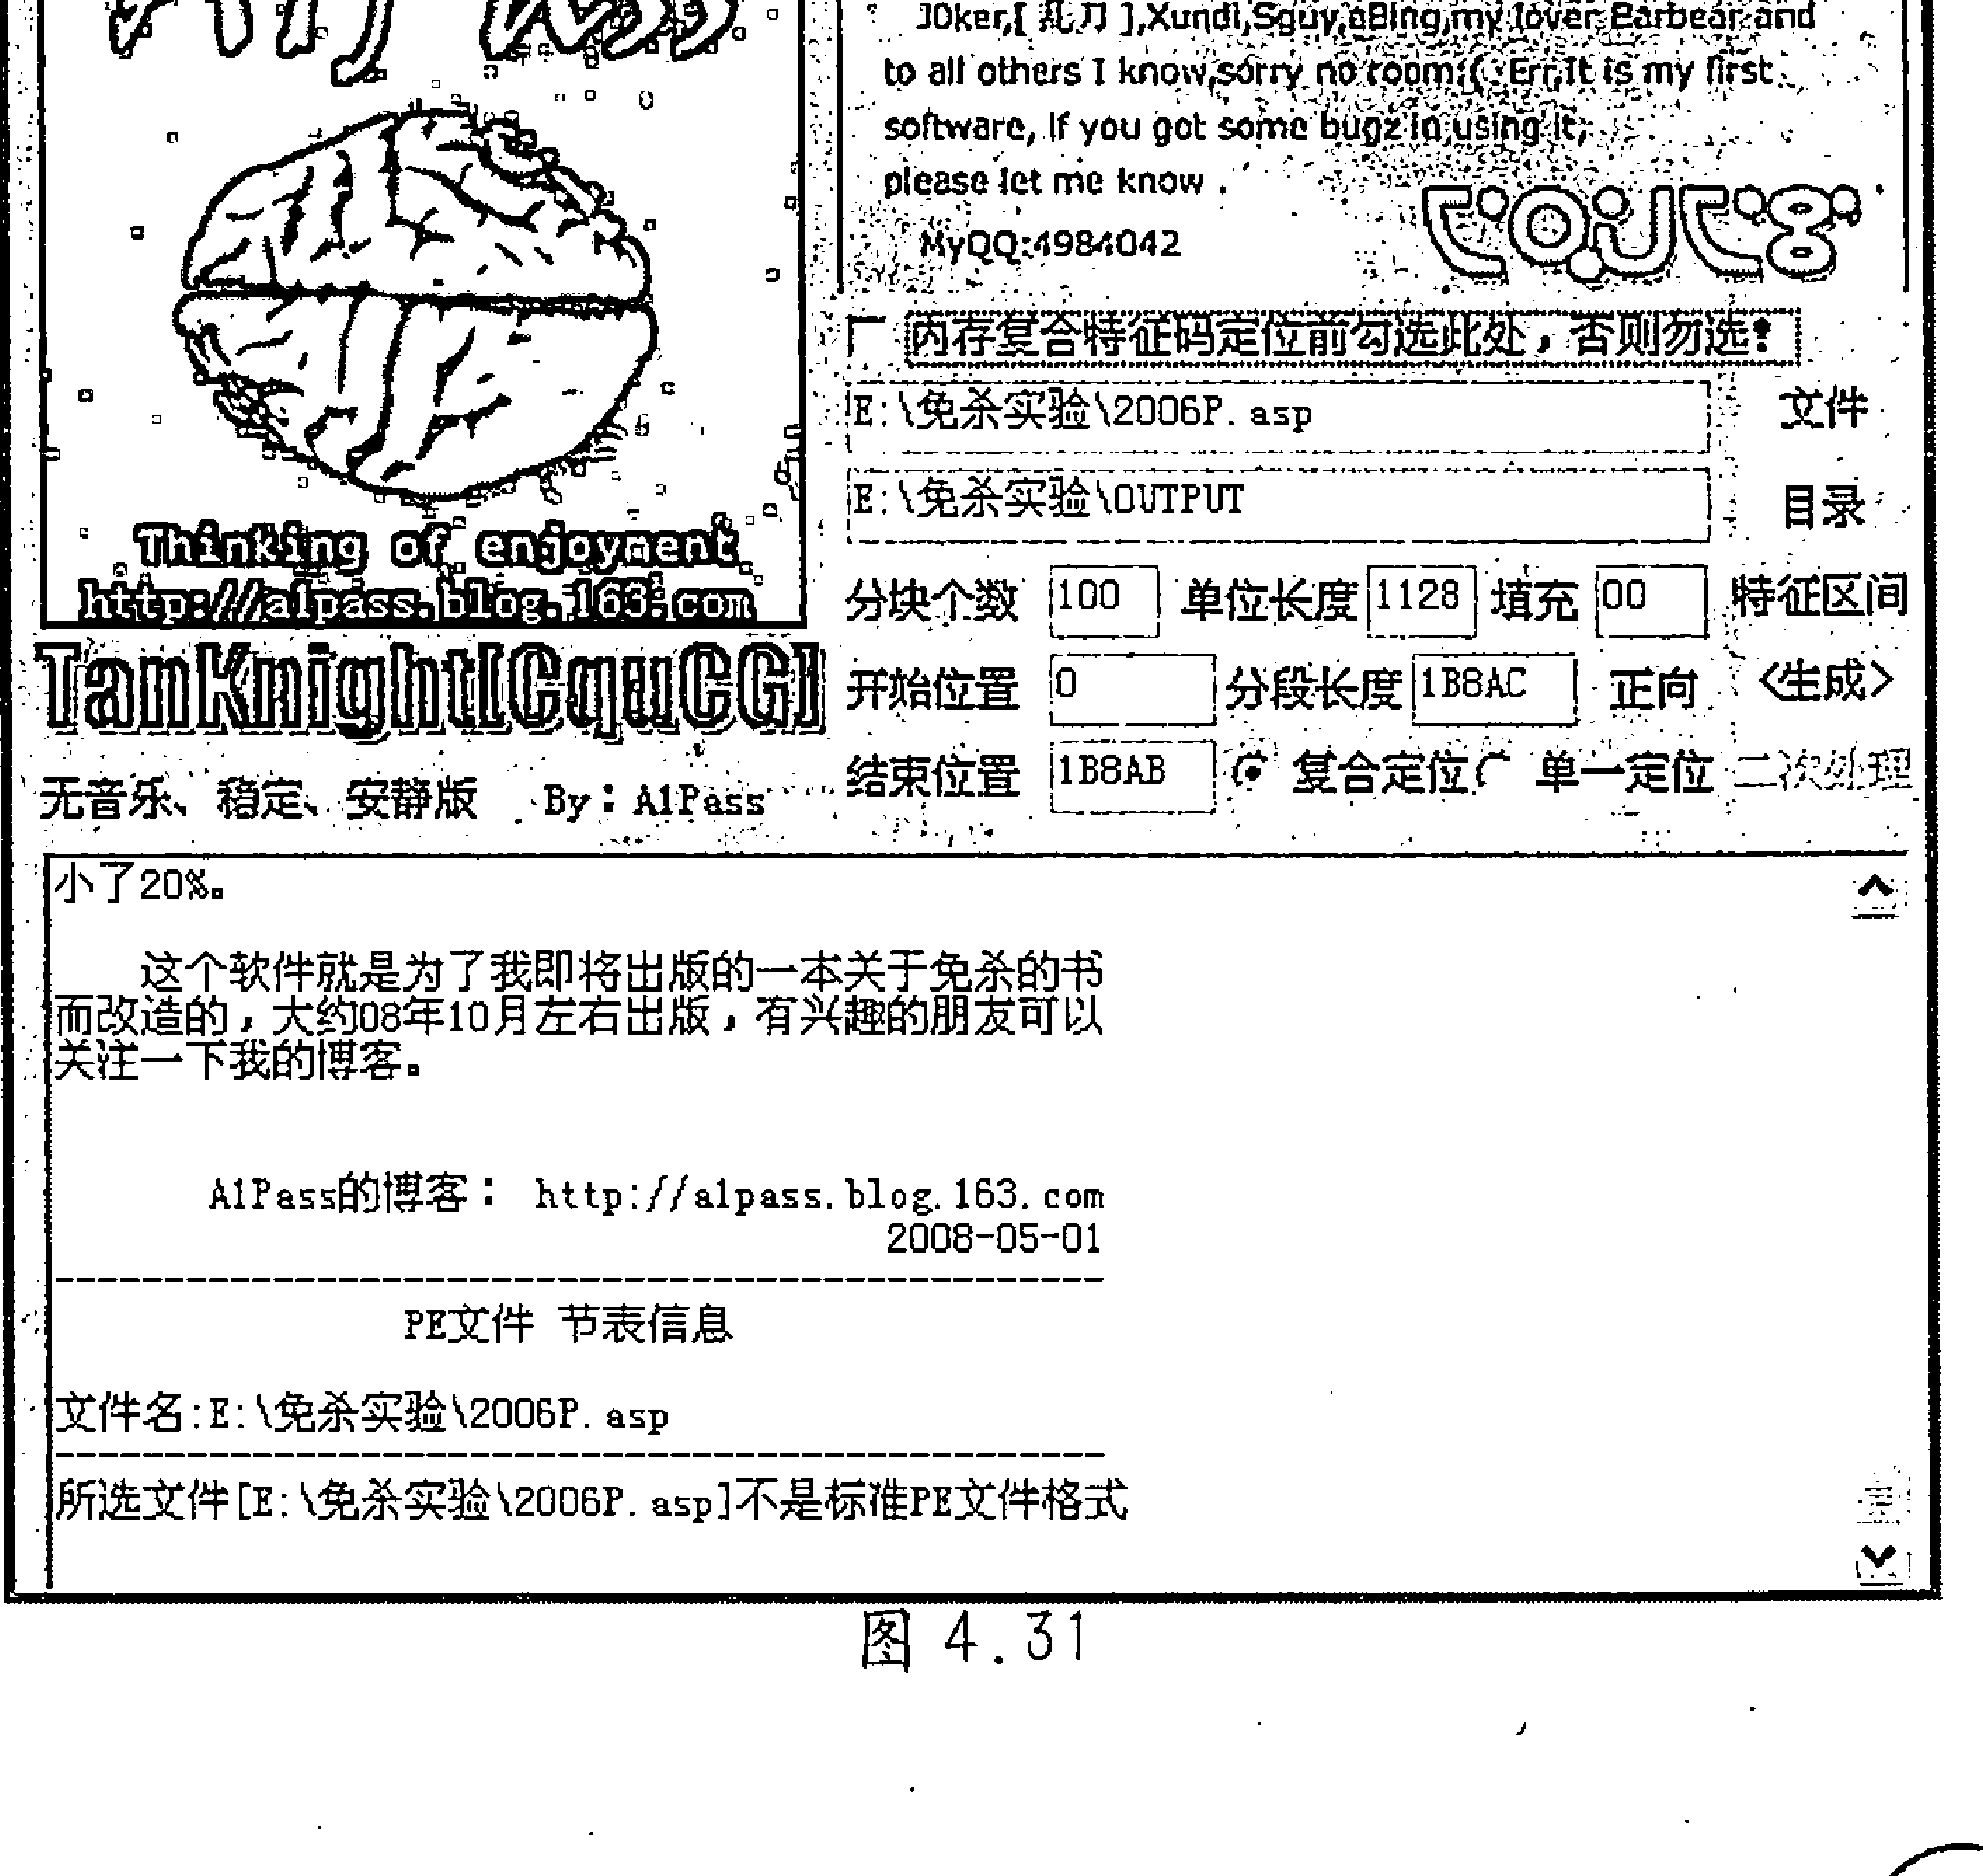 J0ker,[ 乱刀 ],Xundi,Sguy,aBing,my lover Barbear,and
to all others I know,sorry no room:( Err,It is my first
software, If you got some bugz in using it,
please let me know .
MyQQ:4984042
内存复合特征码定位前勾选此处，否则勿选！
E:\免杀实验\2006P.asp 文件
E:\免杀实验\OUTPUT 目录
Thinking of enjoyment
http://a1pass.blog.163.com
分块个数 100 单位长度 1128 填充 00 特征区间
TanKnight[CquCG]
开始位置 0 分段长度 1B8AC 正向 <生成>
结束位置 1B8AB 复合定位 单一定位 二次处理
无音乐、稳定、安静版 By：A1Pass
小了20%。
这个软件就是为了我即将出版的一本关于免杀的书
而改造的，大约08年10月左右出版，有兴趣的朋友可以
关注一下我的博客。
A1Pass的博客： http://a1pass.blog.163.com
2008-05-01
------------------------------------------------
PE文件 节表信息
文件名:E:\免杀实验\2006P.asp
------------------------------------------------
所选文件[E:\免杀实验\2006P.asp]不是标准PE文件格式
图 4.31